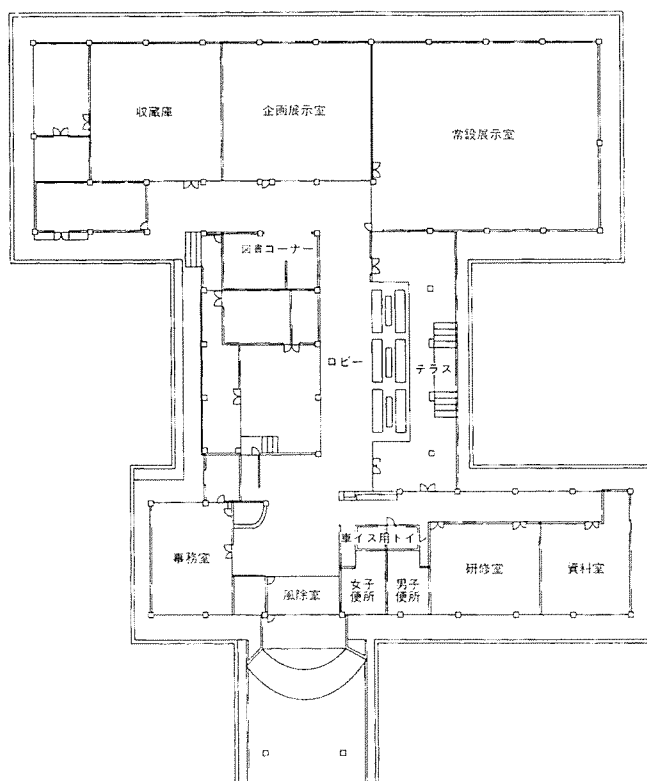 収蔵庫
企画展示室
常設展示室
図書コーナー
ロビー
テラス
車イス用トイレ
事務室
風除室
女子
便所
男子
便所
研修室
資料室